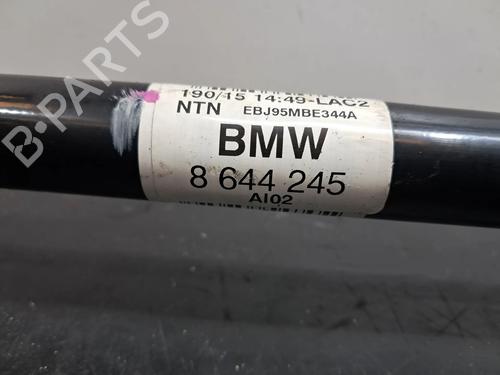 190/15 14:49-LAC2
NTN EBJ95MBE344A
BMW
8 644 245
AI02
B-PARTS